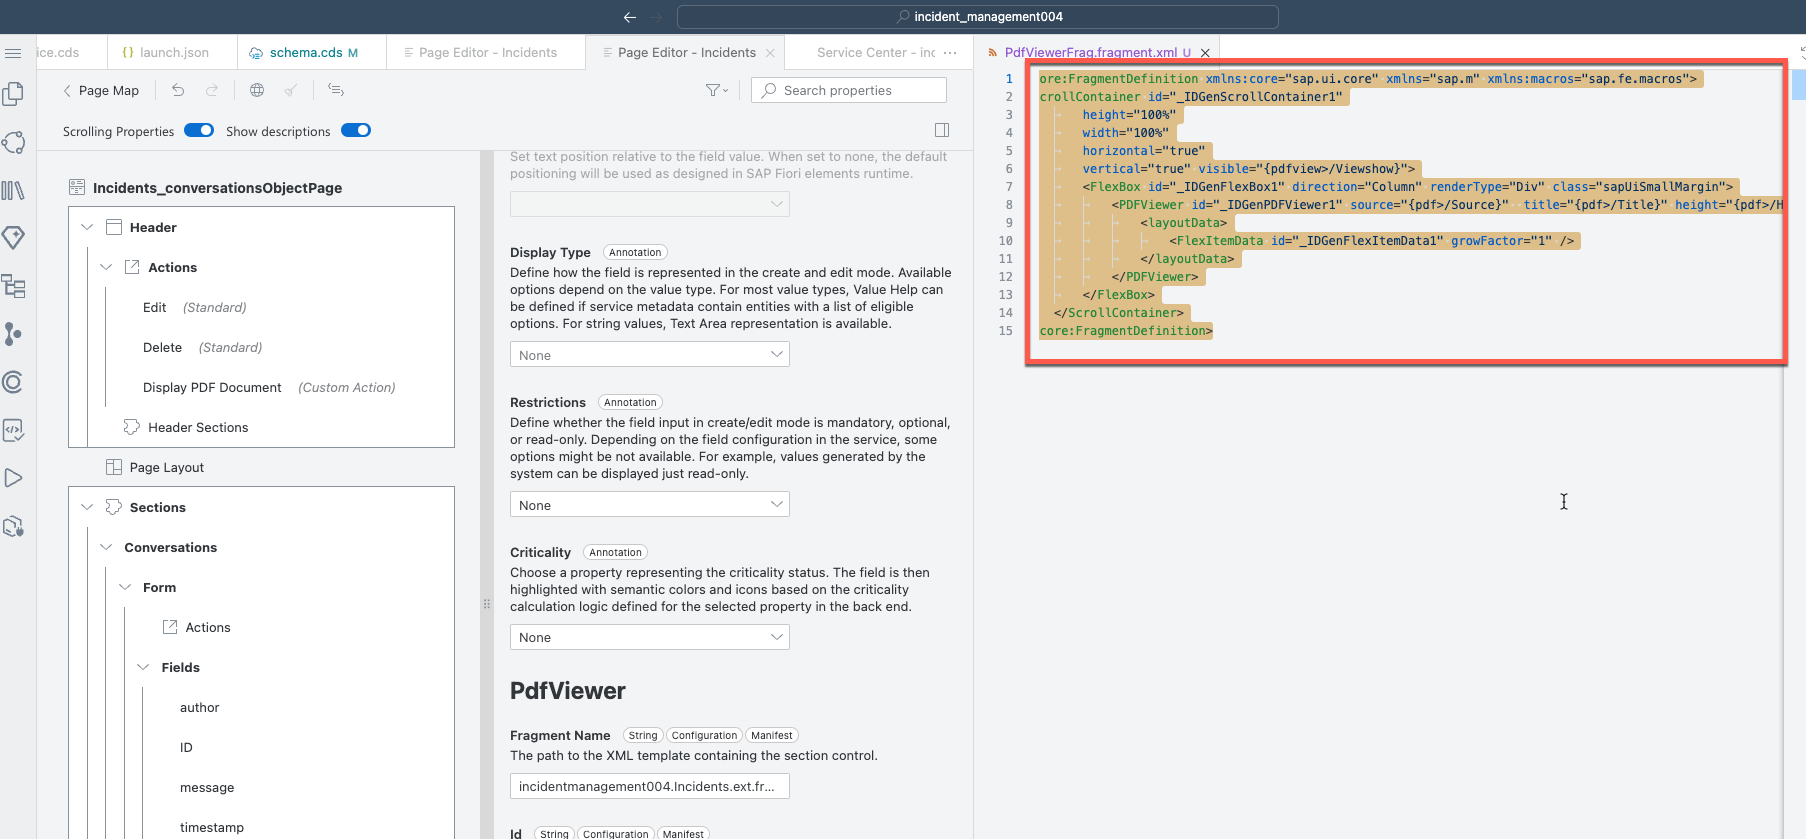 incident_management004
ice.cds
{} launch.json
schema.cds M
Page Editor - Incidents
Page Editor - Incidents
Service Center - inc ···
PdfViewerFrag.fragment.xml U
Page Map
Search properties
Scrolling Properties
Show descriptions
Incidents_conversationsObjectPage
Header
Actions
Edit (Standard)
Delete (Standard)
Display PDF Document (Custom Action)
Header Sections
Page Layout
Sections
Conversations
Form
Actions
Fields
author
ID
message
timestamp
Set text position relative to the field value. When set to none, the default
positioning will be used as designed in SAP Fiori elements runtime.
Display Type Annotation
Define how the field is represented in the create and edit mode. Available
options depend on the value type. For most value types, Value Help can
be defined if service metadata contain entities with a list of eligible
options. For string values, Text Area representation is available.
None
Restrictions Annotation
Define whether the field input in create/edit mode is mandatory, optional,
or read-only. Depending on the field configuration in the service, some
options might be not available. For example, values generated by the
system can be displayed just read-only.
None
Criticality Annotation
Choose a property representing the criticality status. The field is then
highlighted with semantic colors and icons based on the criticality
calculation logic defined for the selected property in the back end.
None
PdfViewer
Fragment Name String Configuration Manifest
The path to the XML template containing the section control.
incidentmanagement004.Incidents.ext.fr...
Id String Configuration Manifest
1 ore:FragmentDefinition xmlns:core="sap.ui.core" xmlns="sap.m" xmlns:macros="sap.fe.macros">
2 crollContainer id="_IDGenScrollContainer1"
3 height="100%"
4 width="100%"
5 horizontal="true"
6 vertical="true" visible="{pdfview>/Viewshow}">
7 <FlexBox id="_IDGenFlexBox1" direction="Column" renderType="Div" class="sapUiSmallMargin">
8 <PDFViewer id="_IDGenPDFViewer1" source="{pdf>/Source}" title="{pdf>/Title}" height="{pdf>/H
9 <layoutData>
10 <FlexItemData id="_IDGenFlexItemData1" growFactor="1" />
11 </layoutData>
12 </PDFViewer>
13 </FlexBox>
14 </ScrollContainer>
15 core:FragmentDefinition>